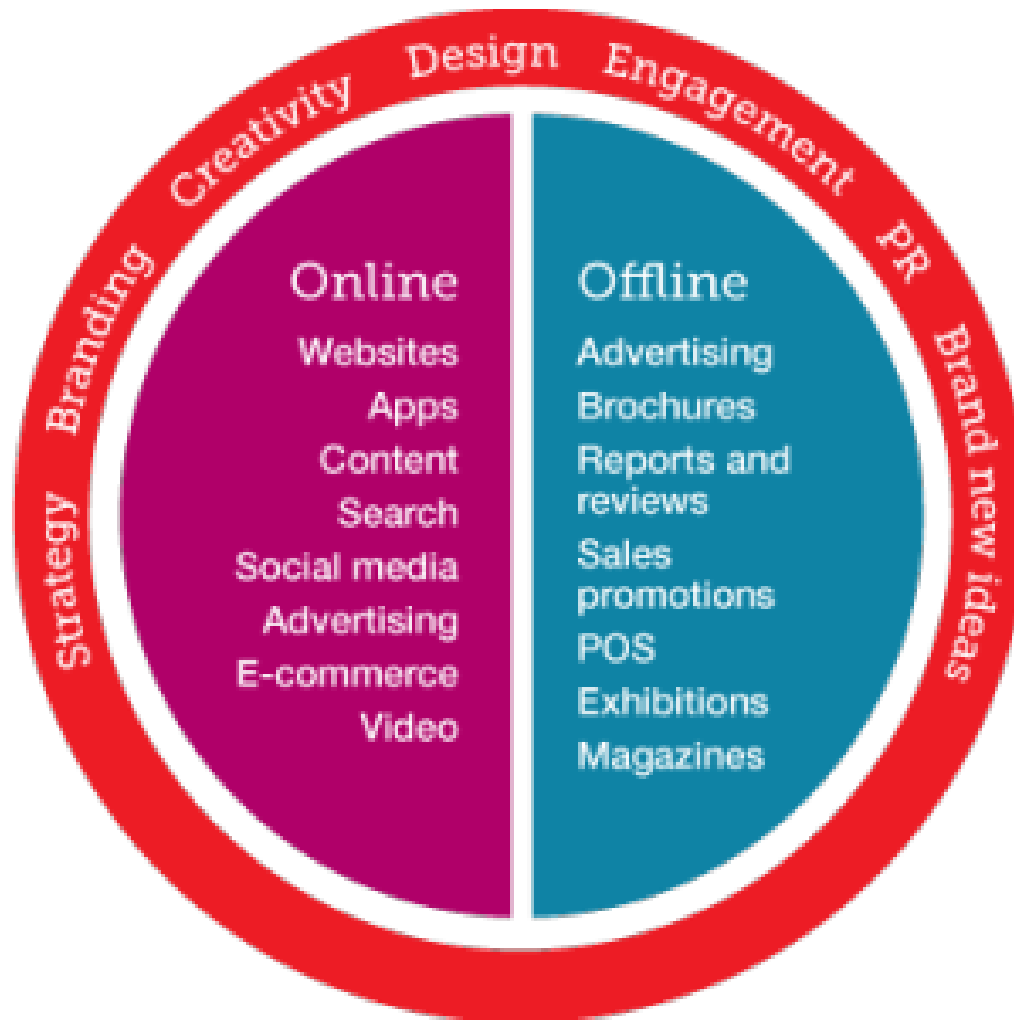 Strategy
Branding
Creativity
Design
Engagement
PR
Brand new ideas
Online
Websites
Apps
Content
Search
Social media
Advertising
E-commerce
Video
Offline
Advertising
Brochures
Reports and
reviews
Sales
promotions
POS
Exhibitions
Magazines